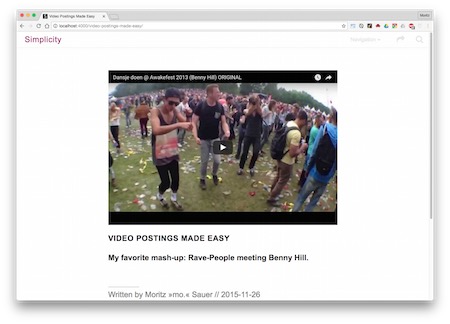 Video Postings Made Easy
Moritz
localhost:4000/video-postings-made-easy/
Simplicity
Navigation
Dansje doen @ Awakefest 2013 (Benny Hill) ORIGINAL
VIDEO POSTINGS MADE EASY
My favorite mash-up: Rave-People meeting Benny Hill.
Written by Moritz »mo.« Sauer // 2015-11-26